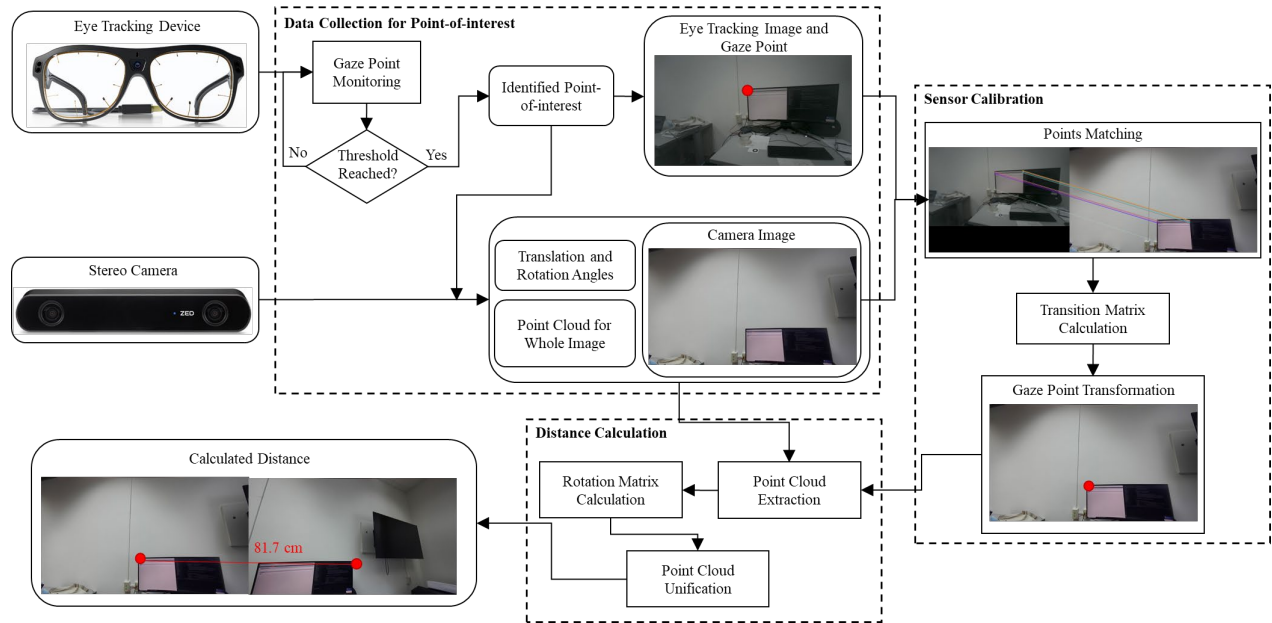 Eye Tracking Device
Data Collection for Point-of-interest
Gaze Point
Monitoring
No
Threshold
Reached?
Yes
Identified Point-
of-interest
Eye Tracking Image and
Gaze Point
Stereo Camera
ZED
Translation and
Rotation Angles
Point Cloud for
Whole Image
Camera Image
Sensor Calibration
Points Matching
Transition Matrix
Calculation
Gaze Point Transformation
Distance Calculation
Point Cloud
Extraction
Rotation Matrix
Calculation
Point Cloud
Unification
Calculated Distance
81.7 cm